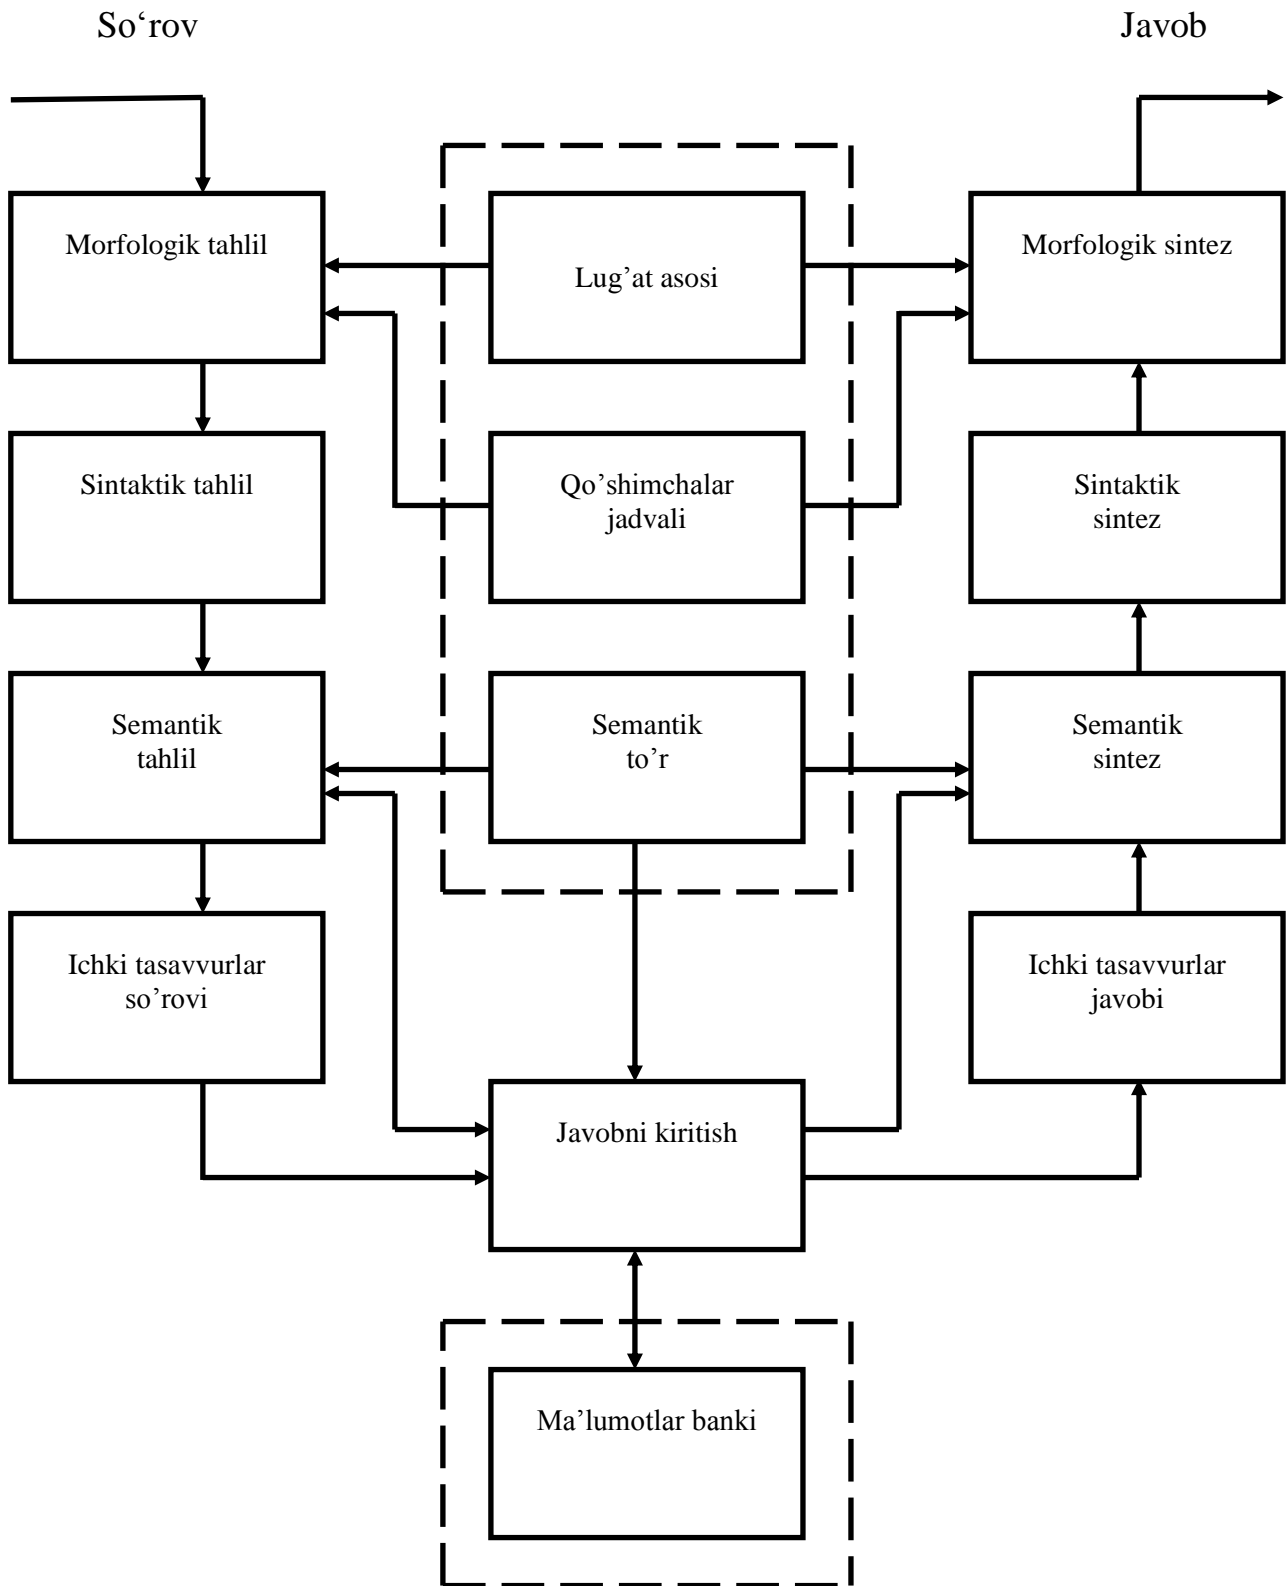 So‘rov
Javob
Morfologik tahlil
Lug’at asosi
Morfologik sintez
Sintaktik tahlil
Qo’shimchalar
jadvali
Sintaktik
sintez
Semantik
tahlil
Semantik
to’r
Semantik
sintez
Ichki tasavvurlar
so’rovi
Ichki tasavvurlar
javobi
Javobni kiritish
Ma’lumotlar banki